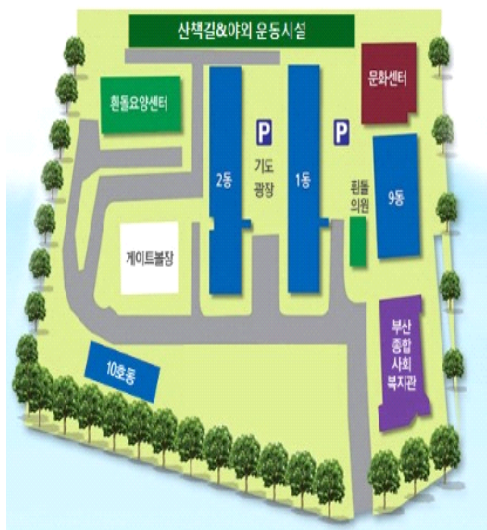 산책길&야외 운동시설
문화센터
흰돌요양센터
P
P
기도
광장
2동
1동
흰돌
의원
9동
게이트볼장
부산
종합
사회
복지관
10호동